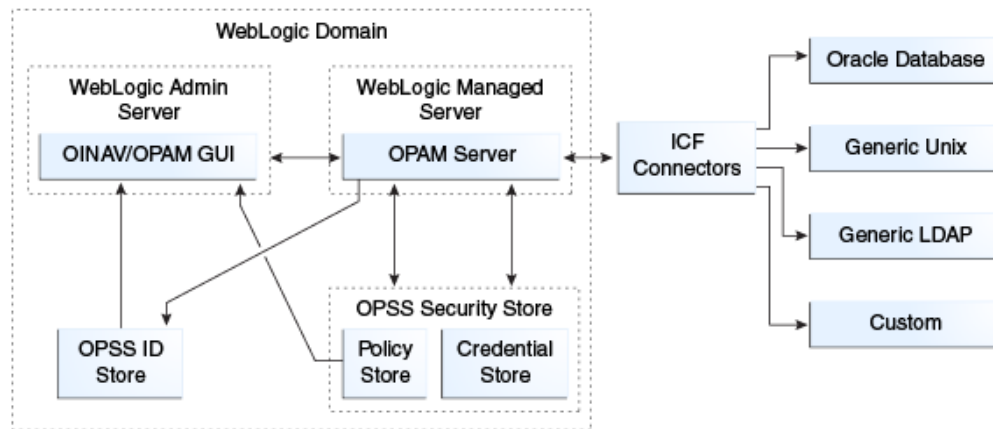 WebLogic Domain
WebLogic Admin
Server
OINAV/OPAM GUI
WebLogic Managed
Server
OPAM Server
ICF
Connectors
Oracle Database
Generic Unix
Generic LDAP
Custom
OPSS ID
Store
OPSS Security Store
Policy
Store
Credential
Store